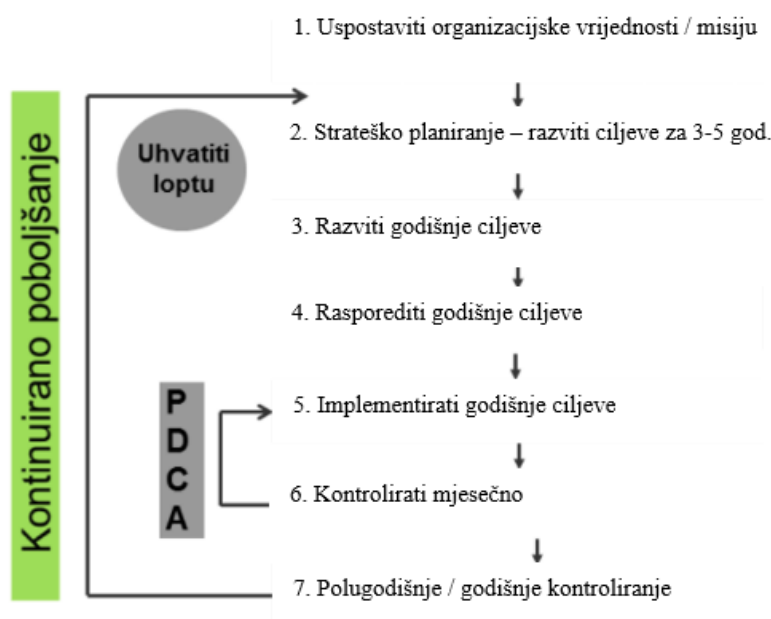 1. Uspostaviti organizacijske vrijednosti / misiju
Uhvatiti
loptu
2. Strateško planiranje – razviti ciljeve za 3-5 god.
3. Razviti godišnje ciljeve
4. Rasporediti godišnje ciljeve
Kontinuirano poboljšanje
P
D
C
A
5. Implementirati godišnje ciljeve
6. Kontrolirati mjesečno
7. Polugodišnje / godišnje kontroliranje